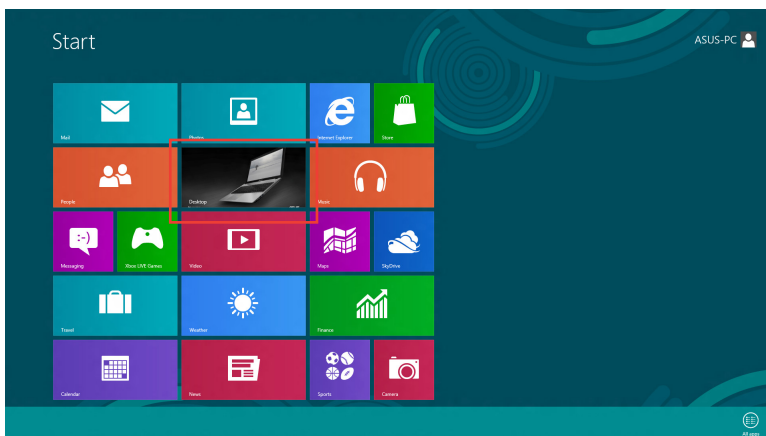 Start
ASUS-PC
Mail
Photos
Internet Explorer
Store
People
Desktop
Music
Messaging
Xbox LIVE Games
Video
Maps
SkyDrive
Travel
Weather
Finance
Calendar
News
Sports
Camera
All apps